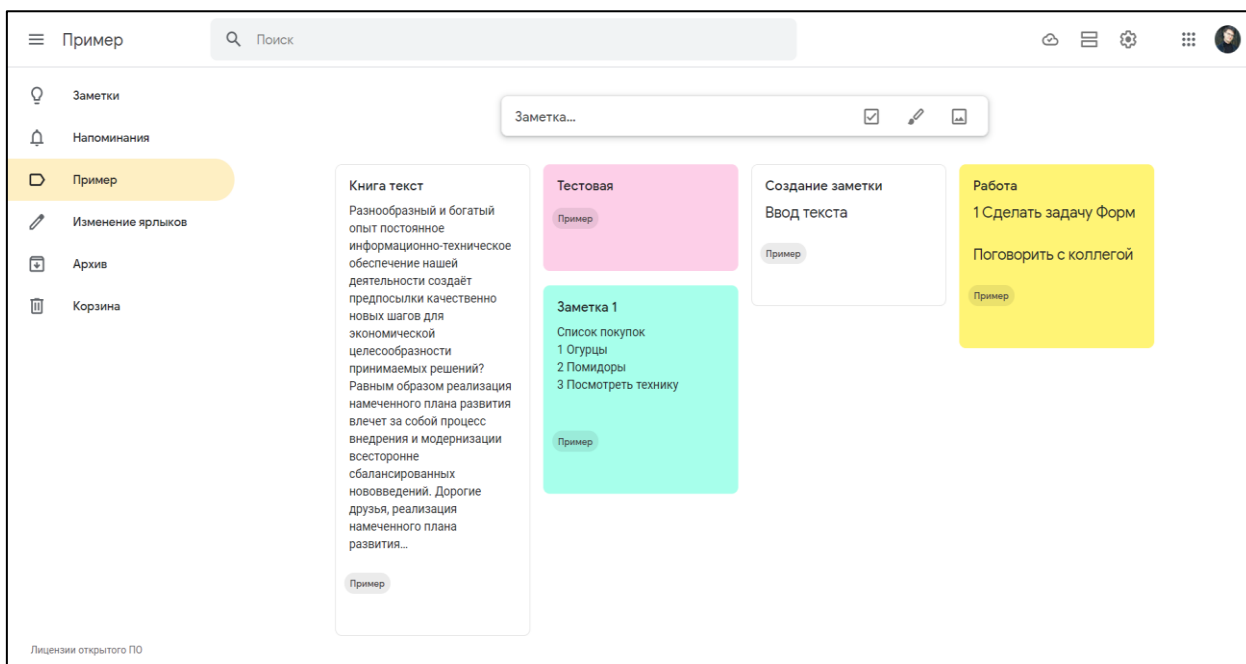 Пример
Поиск
Заметки
Напоминания
Пример
Изменение ярлыков
Архив
Корзина
Лицензии открытого ПО
Заметка...
Книга текст
Разнообразный и богатый
опыт постоянное
информационно-техническое
обеспечение нашей
деятельности создаёт
предпосылки качественно
новых шагов для
экономической
целесообразности
принимаемых решений?
Равным образом реализация
намеченного плана развития
влечет за собой процесс
внедрения и модернизации
всесторонне
сбалансированных
нововведений. Дорогие
друзья, реализация
намеченного плана
развития...
Пример
Тестовая
Пример
Заметка 1
Список покупок
1 Огурцы
2 Помидоры
3 Посмотреть технику
Пример
Создание заметки
Ввод текста
Пример
Работа
1 Сделать задачу Форм
Поговорить с коллегой
Пример